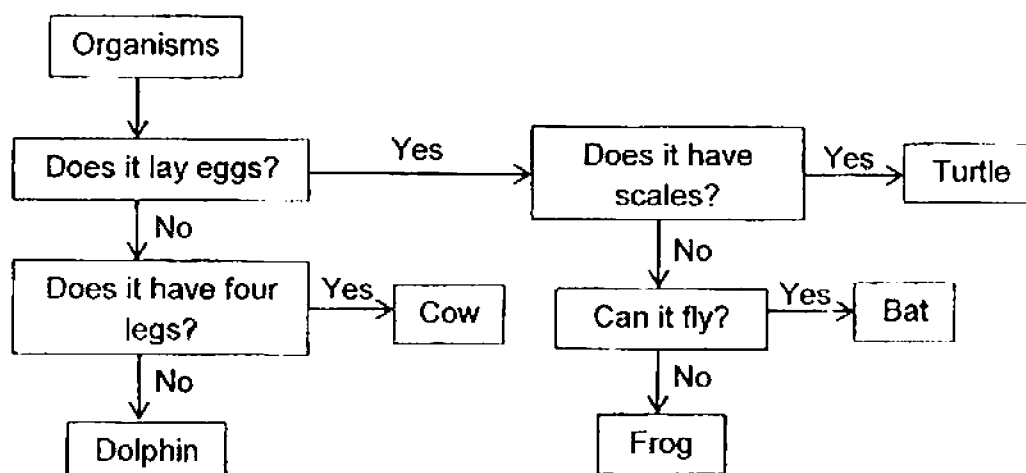 Organisms
Does it lay eggs?
Yes
Does it have
scales?
Yes
Turtle
No
No
Does it have four
legs?
Yes
Cow
Can it fly?
Yes
Bat
No
No
Dolphin
Frog